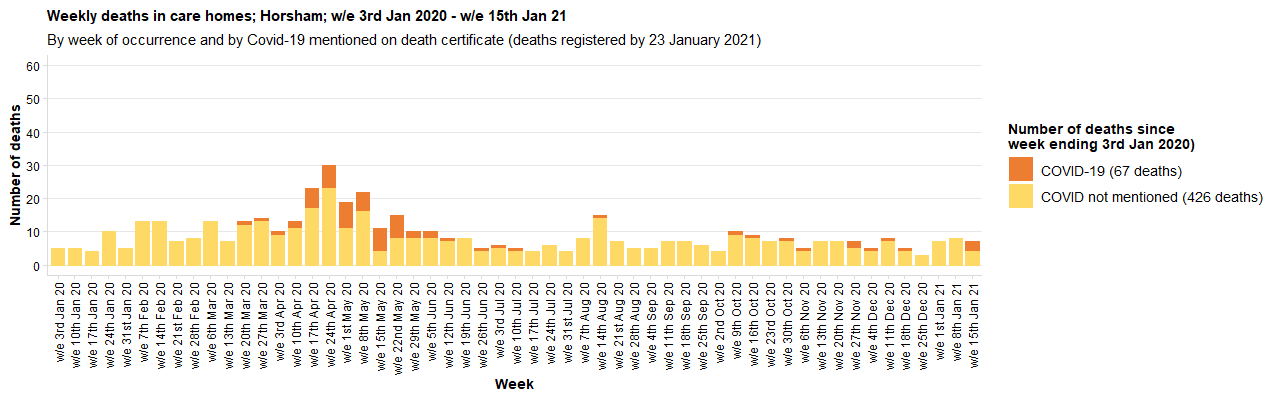 Weekly deaths in care homes; Horsham; w/e 3rd Jan 2020 - w/e 15th Jan 21
By week of occurrence and by Covid-19 mentioned on death certificate (deaths registered by 23 January 2021)
60
50
40
30
20
10
0
Number of deaths
w/e 3rd Jan 20
w/e 10th Jan 20
w/e 17th Jan 20
w/e 24th Jan 20
w/e 31st Jan 20
w/e 7th Feb 20
w/e 14th Feb 20
w/e 21st Feb 20
w/e 28th Feb 20
w/e 6th Mar 20
w/e 13th Mar 20
w/e 20th Mar 20
w/e 27th Mar 20
w/e 3rd Apr 20
w/e 10th Apr 20
w/e 17th Apr 20
w/e 24th Apr 20
w/e 1st May 20
w/e 8th May 20
w/e 15th May 20
w/e 22nd May 20
w/e 29th May 20
w/e 5th Jun 20
w/e 12th Jun 20
w/e 19th Jun 20
w/e 26th Jun 20
w/e 3rd Jul 20
w/e 10th Jul 20
w/e 17th Jul 20
w/e 24th Jul 20
w/e 31st Jul 20
w/e 7th Aug 20
w/e 14th Aug 20
w/e 21st Aug 20
w/e 28th Aug 20
w/e 4th Sep 20
w/e 11th Sep 20
w/e 18th Sep 20
w/e 25th Sep 20
w/e 2nd Oct 20
w/e 9th Oct 20
w/e 16th Oct 20
w/e 23rd Oct 20
w/e 30th Oct 20
w/e 6th Nov 20
w/e 13th Nov 20
w/e 20th Nov 20
w/e 27th Nov 20
w/e 4th Dec 20
w/e 11th Dec 20
w/e 18th Dec 20
w/e 25th Dec 20
w/e 1st Jan 21
w/e 8th Jan 21
w/e 15th Jan 21
Week
Number of deaths since
week ending 3rd Jan 2020)
COVID-19 (67 deaths)
COVID not mentioned (426 deaths)